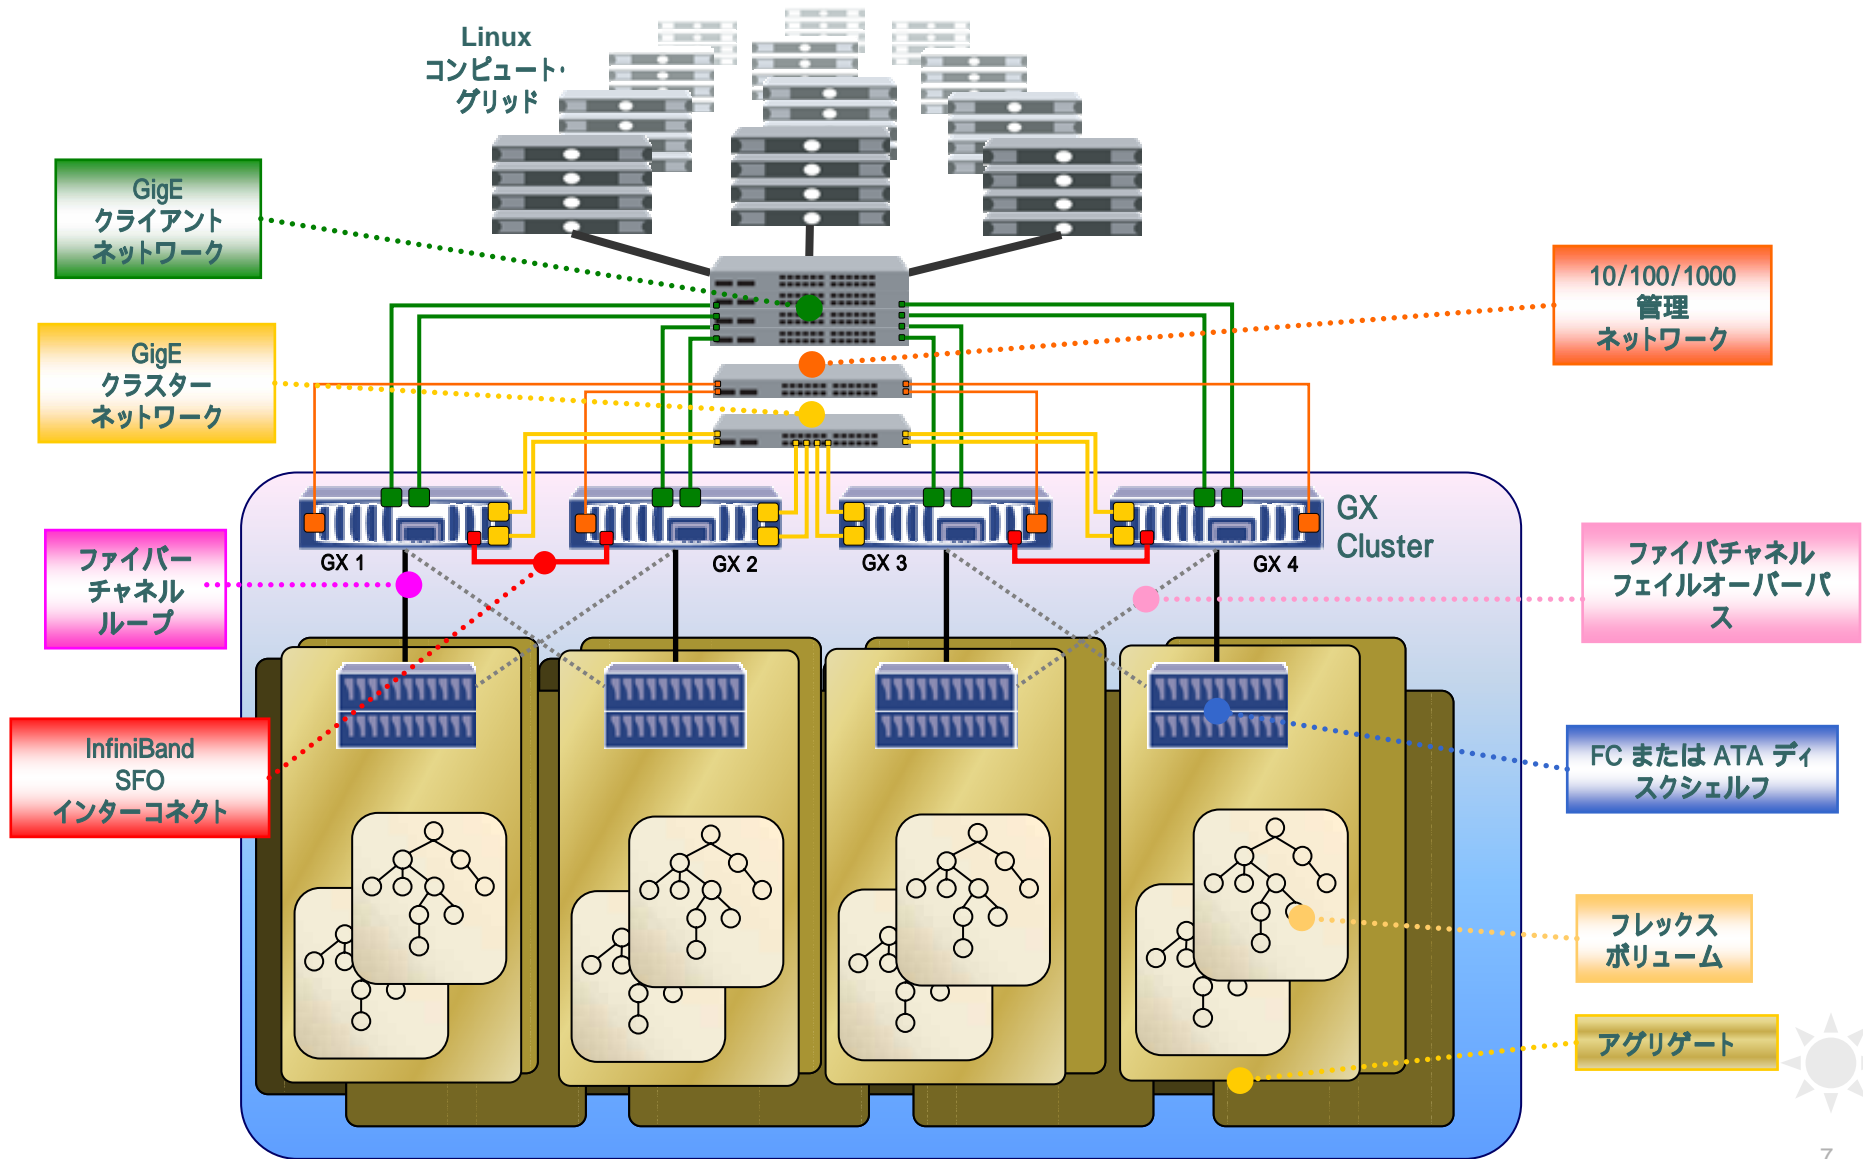 Linux
コンピュート・
グリッド
GigE
クライアント
ネットワーク
10/100/1000
管理
ネットワーク
GigE
クラスター
ネットワーク
GX
Cluster
GX 1
GX 2
GX 3
GX 4
ファイバー
チャネル
ループ
ファイバチャネル
フェイルオーバーパ
ス
InfiniBand
SFO
インターコネクト
FC または ATA ディ
スクシェルフ
フレックス
ボリューム
アグリゲート
7